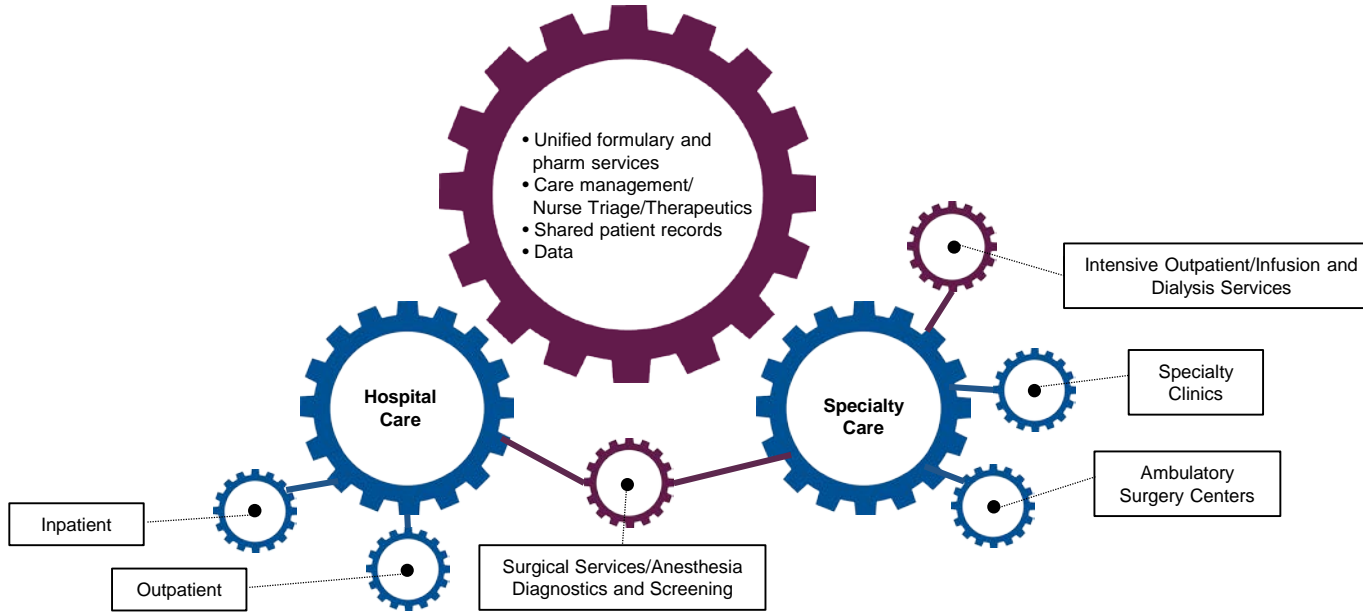 • Unified formulary and
pharm services
• Care management/
Nurse Triage/Therapeutics
• Shared patient records
• Data
Intensive Outpatient/Infusion and
Dialysis Services
Hospital
Care
Specialty
Care
Specialty
Clinics
Ambulatory
Surgery Centers
Inpatient
Outpatient
Surgical Services/Anesthesia
Diagnostics and Screening